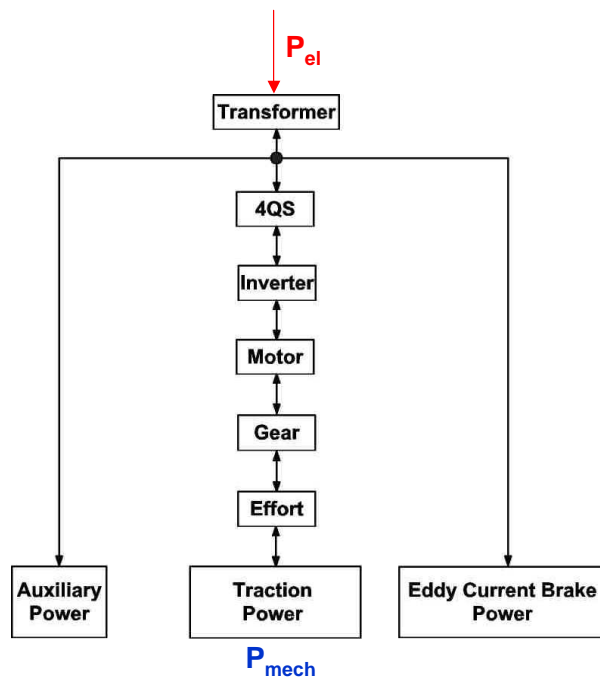 P_el
Transformer
4QS
Inverter
Motor
Gear
Effort
Auxiliary
Power
Traction
Power
Eddy Current Brake
Power
P_mech